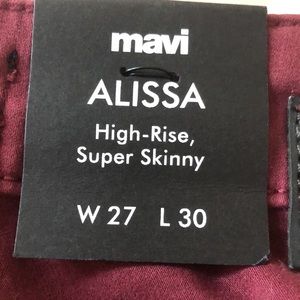 mavi
ALISSA
High-Rise,
Super Skinny
W 27 L 30